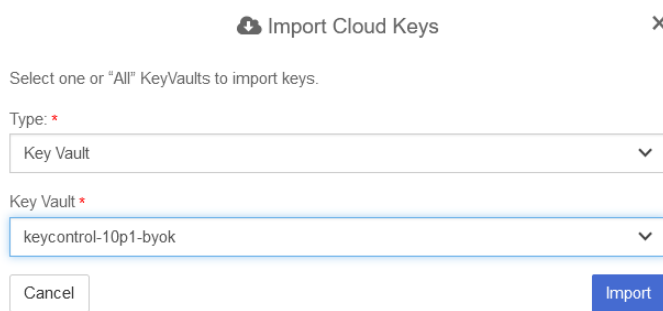 Import Cloud Keys
Select one or “All” KeyVaults to import keys.
Type: *
Key Vault
Key Vault *
keycontrol-10p1-byok
Cancel
Import